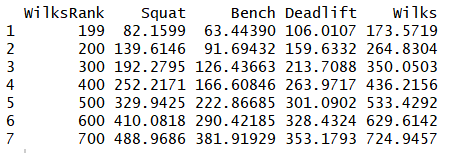 WilksRank Squat Bench Deadlift Wilks
1 199 82.1599 63.44390 106.0107 173.5719
2 200 139.6146 91.69432 159.6332 264.8304
3 300 192.2795 126.43663 213.7088 350.0503
4 400 252.2171 166.60846 263.9717 436.2156
5 500 329.9425 222.86685 301.0902 533.4292
6 600 410.0818 290.42185 328.4324 629.6142
7 700 488.9686 381.91929 353.1793 724.9457